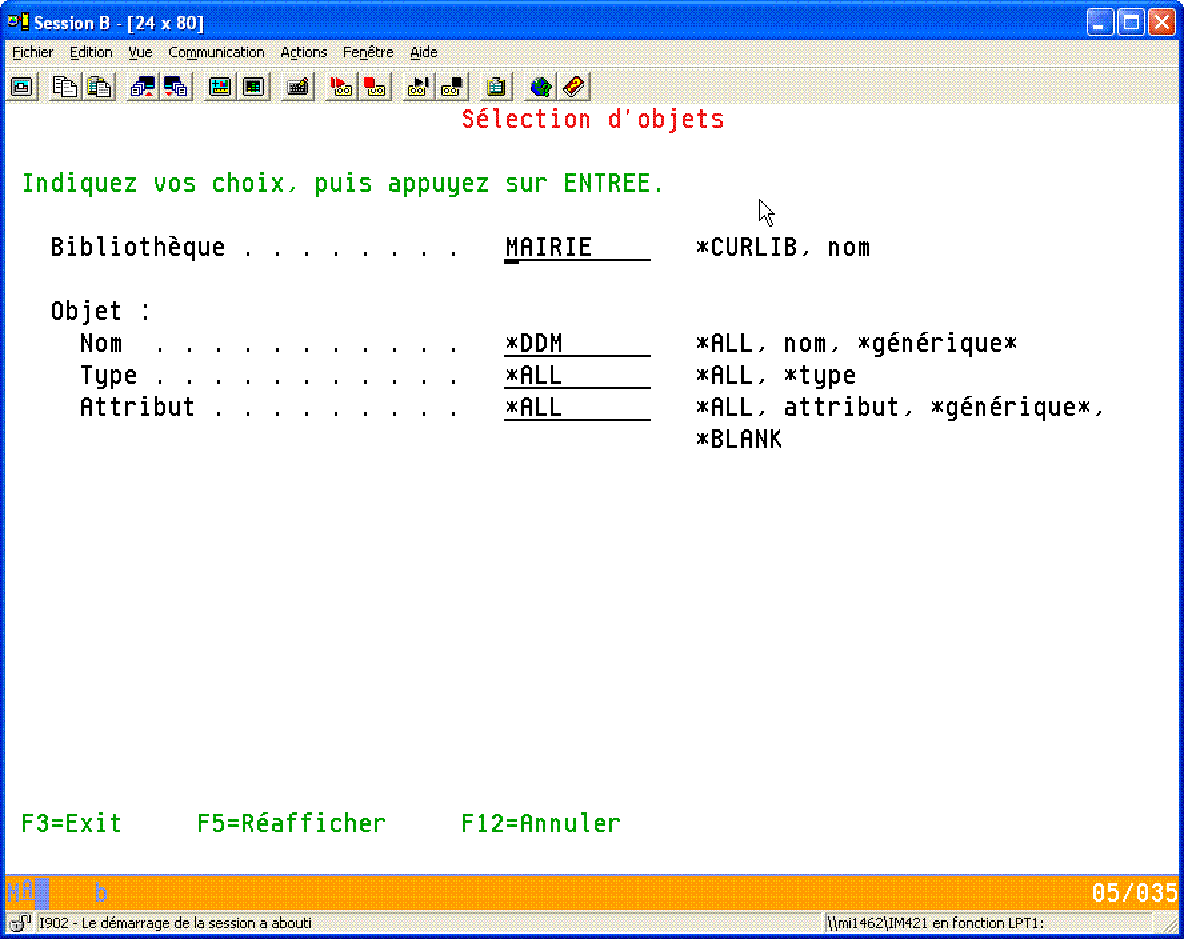 Session B - [24 x 80]
Fichier Edition Vue Communication Actions Fenêtre Aide
Sélection d'objets
Indiquez vos choix, puis appuyez sur ENTREE.
Bibliothèque . . . . . . . . MAIRIE *CURLIB, nom
Objet :
Nom . . . . . . . . . . . *DDM *ALL, nom, *générique*
Type . . . . . . . . . . . *ALL *ALL, *type
Attribut . . . . . . . . . *ALL *ALL, attribut, *générique*,
*BLANK
F3=Exit F5=Réafficher F12=Annuler
MA b 05/035
I902 - Le démarrage de la session a abouti \\mi1462\IM421 en fonction LPT1: